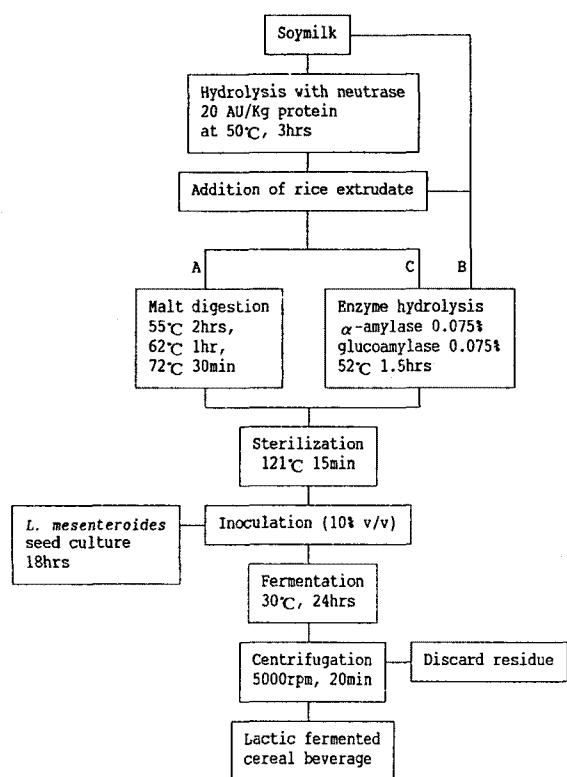 Soymilk
Hydrolysis with neutrase
20 AU/Kg protein
at 50℃, 3hrs
Addition of rice extrudate
A
C
B
Malt digestion
55℃ 2hrs,
62℃ 1hr,
72℃ 30min
Enzyme hydrolysis
α-amylase 0.075%
glucoamylase 0.075%
52℃ 1.5hrs
Sterilization
121℃ 15min
L. mesenteroides
seed culture
18hrs
Inoculation (10% v/v)
Fermentation
30℃, 24hrs
Centrifugation
5000rpm, 20min
Discard residue
Lactic fermented
cereal beverage